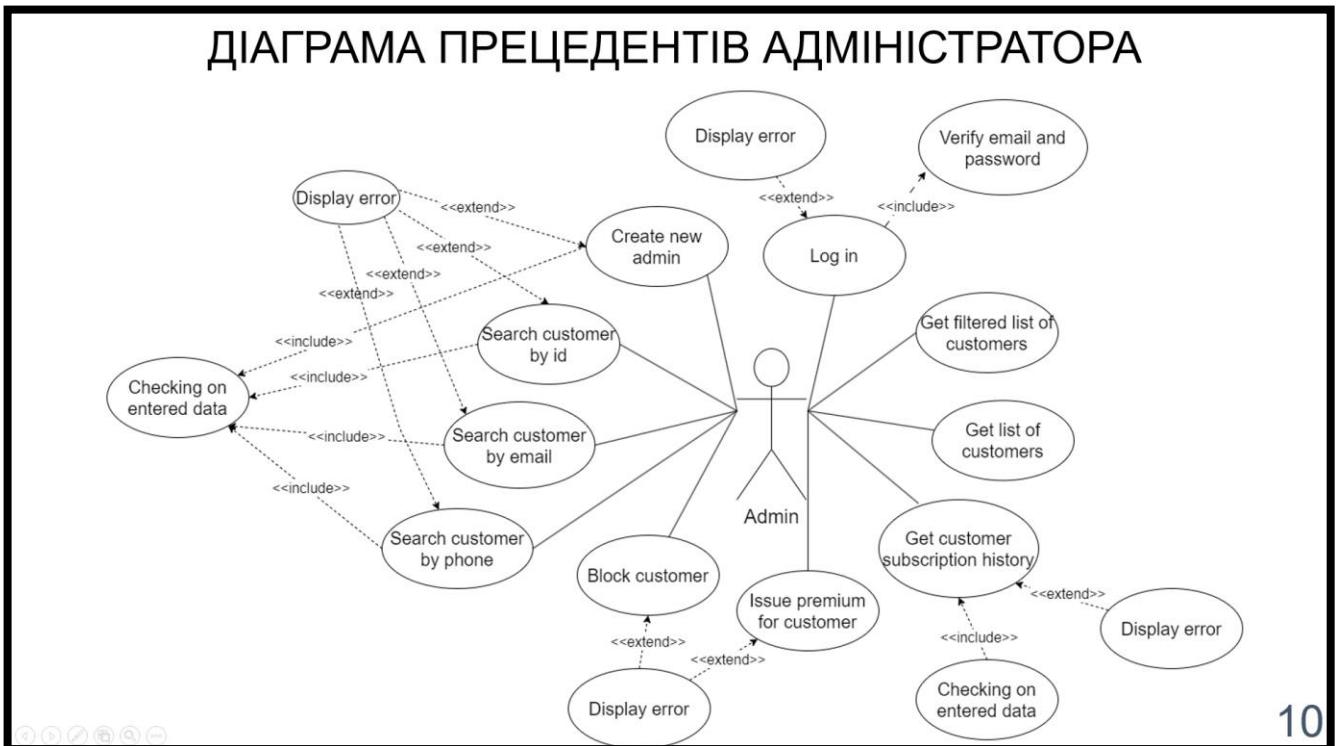 ДІАГРАМА ПРЕЦЕДЕНТІВ АДМІНІСТРАТОРА
Display error
Verify email and
password
<<extend>>
<<include>>
Log in
Display error
<<extend>>
<<extend>>
<<extend>>
<<extend>>
Create new
admin
Search customer
by id
Search customer
by email
Search customer
by phone
<<include>>
<<include>>
<<include>>
<<include>>
Checking on
entered data
Get filtered list of
customers
Get list of
customers
Admin
Get customer
subscription history
Block customer
Issue premium
for customer
<<extend>>
<<extend>>
Display error
<<extend>>
Display error
<<include>>
Checking on
entered data
10